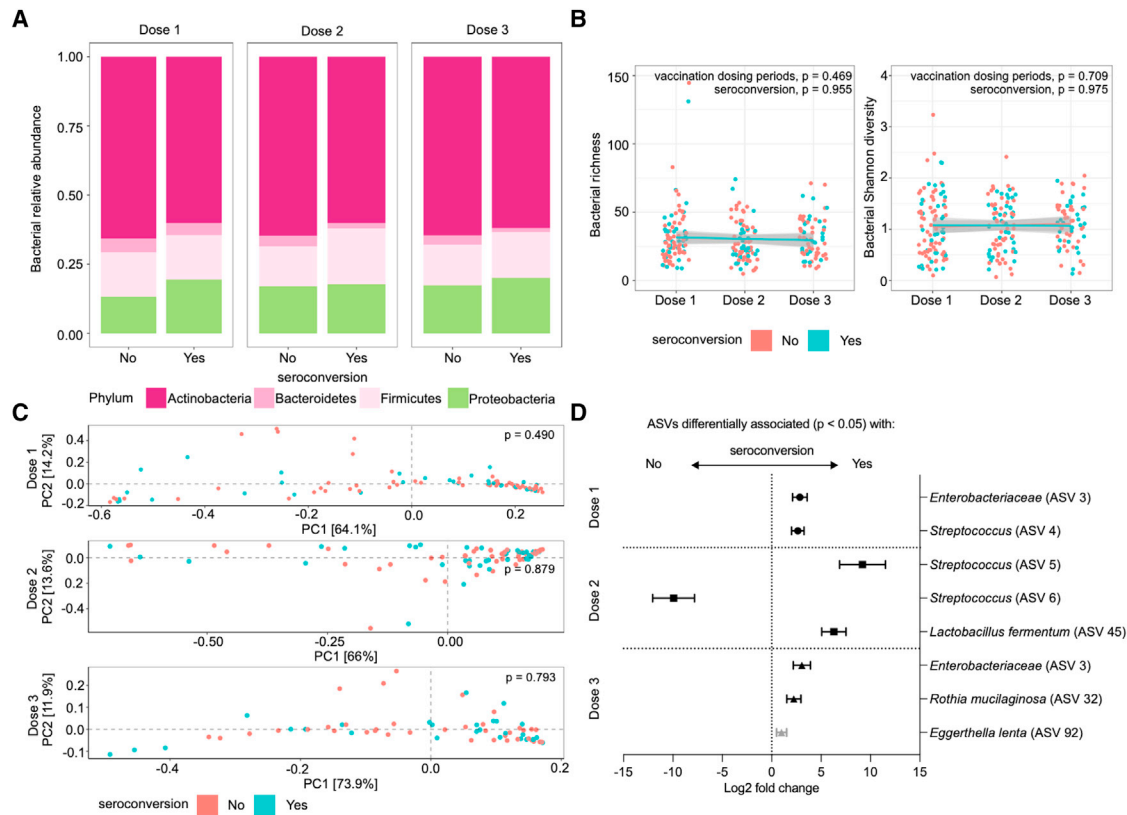 A
Dose 1
Dose 2
Dose 3
Bacterial relative abundance
1.00
0.75
0.50
0.25
0.00
No
Yes
No
Yes
No
Yes
seroconversion
Phylum
Actinobacteria
Bacteroidetes
Firmicutes
Proteobacteria
B
Bacterial richness
150
100
50
0
vaccination dosing periods, p = 0.469
seroconversion, p = 0.955
Dose 1
Dose 2
Dose 3
Bacterial Shannon diversity
4
3
2
1
0
vaccination dosing periods, p = 0.709
seroconversion, p = 0.975
Dose 1
Dose 2
Dose 3
seroconversion
No
Yes
C
Dose 1
PC2 [14.2%]
0.4
0.2
0.0
-0.2
p = 0.490
-0.6
-0.4
-0.2
0.0
0.2
PC1 [64.1%]
Dose 2
PC2 [13.6%]
0.0
-0.2
-0.4
p = 0.879
-0.50
-0.25
0.00
PC1 [66%]
Dose 3
PC2 [11.9%]
0.2
0.1
0.0
-0.1
p = 0.793
-0.4
-0.2
0.0
0.2
PC1 [73.9%]
seroconversion
No
Yes
D
ASVs differentially associated (p < 0.05) with:
seroconversion
No
Yes
Dose 1
Enterobacteriaceae (ASV 3)
Streptococcus (ASV 4)
Dose 2
Streptococcus (ASV 5)
Streptococcus (ASV 6)
Lactobacillus fermentum (ASV 45)
Dose 3
Enterobacteriaceae (ASV 3)
Rothia mucilaginosa (ASV 32)
Eggerthella lenta (ASV 92)
-15
-10
-5
0
5
10
15
Log2 fold change